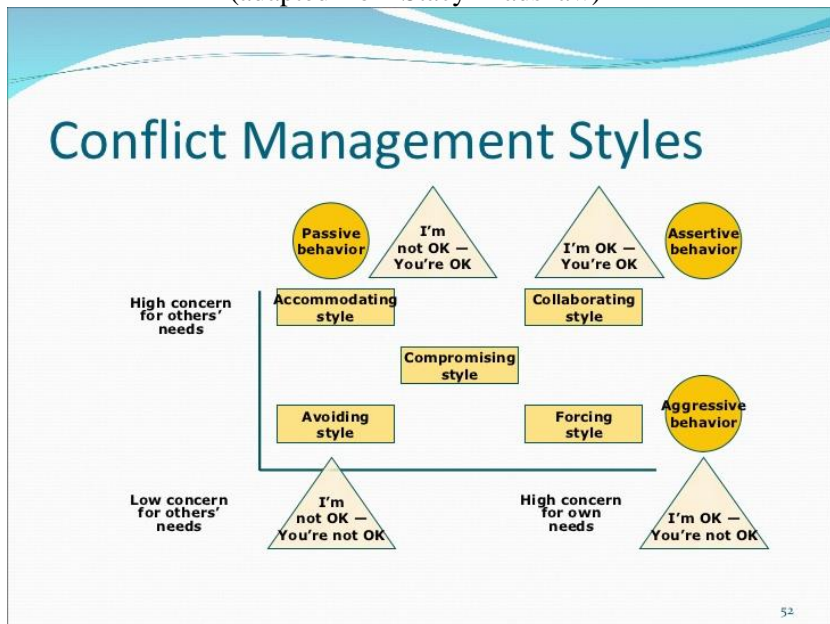 Conflict Management Styles
Passive
behavior
I'm
not OK —
You're OK
I'm OK —
You're OK
Assertive
behavior
High concern
for others'
needs
Accommodating
style
Collaborating
style
Compromising
style
Avoiding
style
Forcing
style
Aggressive
behavior
Low concern
for others'
needs
I'm
not OK —
You're not OK
High concern
for own
needs
I'm OK —
You're not OK
52